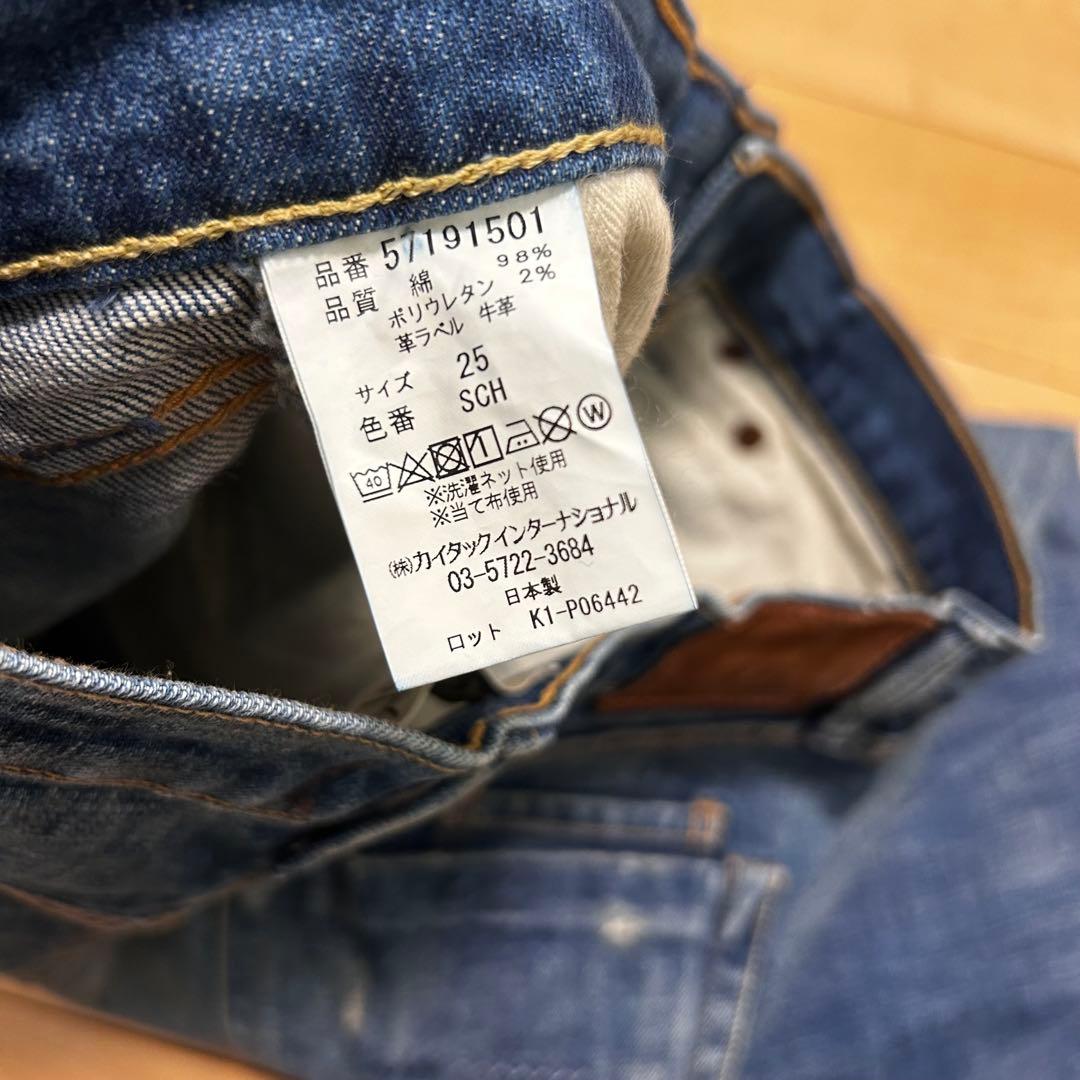 品番 57191501
品質 綿 98%
ポリウレタン 2%
革ラベル 牛革
サイズ 25
色番 SCH
40 W
※洗濯ネット使用
※当て布使用
㈱カイタックインターナショナル
03-5722-3684
日本製
ロット K1-P06442